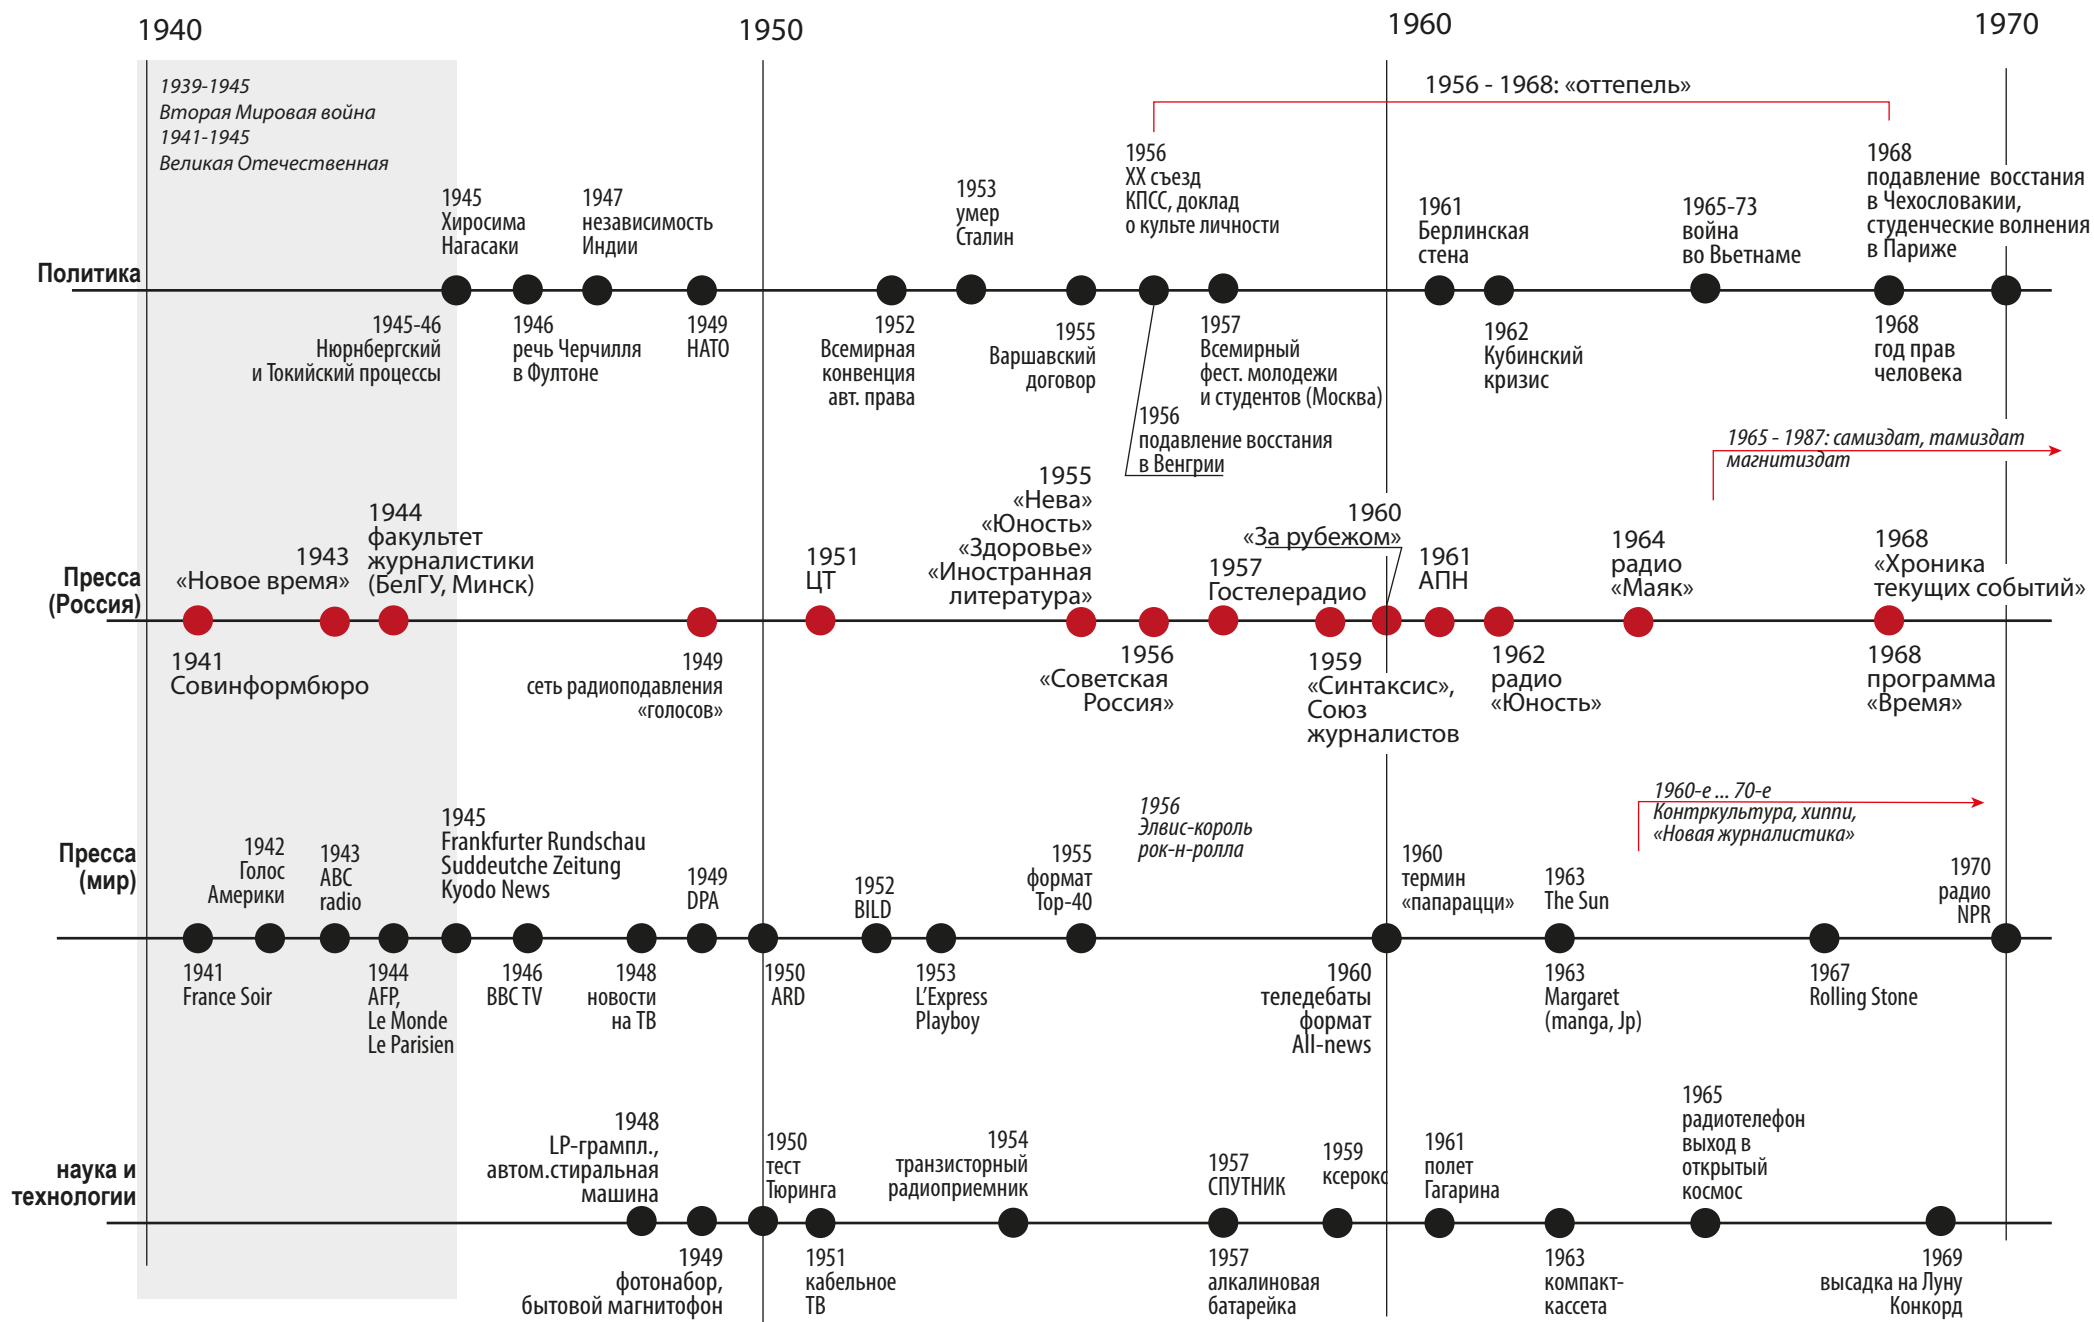 1940
1950
1960
1970
1939-1945
Вторая Мировая война
1941-1945
Великая Отечественная
1956 - 1968: «оттепель»
Политика
1945
Хиросима
Нагасаки
1947
независимость
Индии
1953
умер
Сталин
1956
XX съезд
КПСС, доклад
о культе личности
1961
Берлинская
стена
1965-73
война
во Вьетнаме
1968
подавление восстания
в Чехословакии,
студенческие волнения
в Париже
1945-46
Нюрнбергский
и Токийский процессы
1946
речь Черчилля
в Фултоне
1949
НАТО
1952
Всемирная
конвенция
авт. права
1955
Варшавский
договор
1957
Всемирный
фест. молодежи
и студентов (Москва)
1956
подавление восстания
в Венгрии
1962
Кубинский
кризис
1968
год прав
человека
1965 - 1987: самиздат, тамиздат
магнитиздат
Пресса
(Россия)
1943
«Новое время»
1944
факультет
журналистики
(БелГУ, Минск)
1951
ЦТ
1955
«Нева»
«Юность»
«Здоровье»
«Иностранная
литература»
1957
Гостелерадио
1960
«За рубежом»
1961
АПН
1964
радио
«Маяк»
1968
«Хроника
текущих событий»
1941
Совинформбюро
1949
сеть радиоподавления
«голосов»
1956
«Советская
Россия»
1959
«Синтаксис»,
Союз
журналистов
1962
радио
«Юность»
1968
программа
«Время»
1960-е ... 70-е
Контркультура, хиппи,
«Новая журналистика»
Пресса
(мир)
1942
Голос
Америки
1943
ABC
radio
1945
Frankfurter Rundschau
Suddeutche Zeitung
Kyodo News
1949
DPA
1952
BILD
1955
формат
Top-40
1956
Элвис-король
рок-н-ролла
1960
термин
«папарацци»
1963
The Sun
1970
радио
NPR
1941
France Soir
1944
AFP,
Le Monde
Le Parisien
1946
BBC TV
1948
новости
на ТВ
1950
ARD
1953
L'Express
Playboy
1960
теледебаты
формат
All-news
1963
Margaret
(manga, Jp)
1967
Rolling Stone
наука и
технологии
1948
LP-грампл.,
автом.стиральная
машина
1950
тест
Тюринга
1954
транзисторный
радиоприемник
1957
СПУТНИК
1959
ксерокс
1961
полет
Гагарина
1965
радиотелефон
выход в
открытый
космос
1949
фотонабор,
бытовой магнитофон
1951
кабельное
ТВ
1957
алкалиновая
батарейка
1963
компакт-
кассета
1969
высадка на Луну
Конкорд